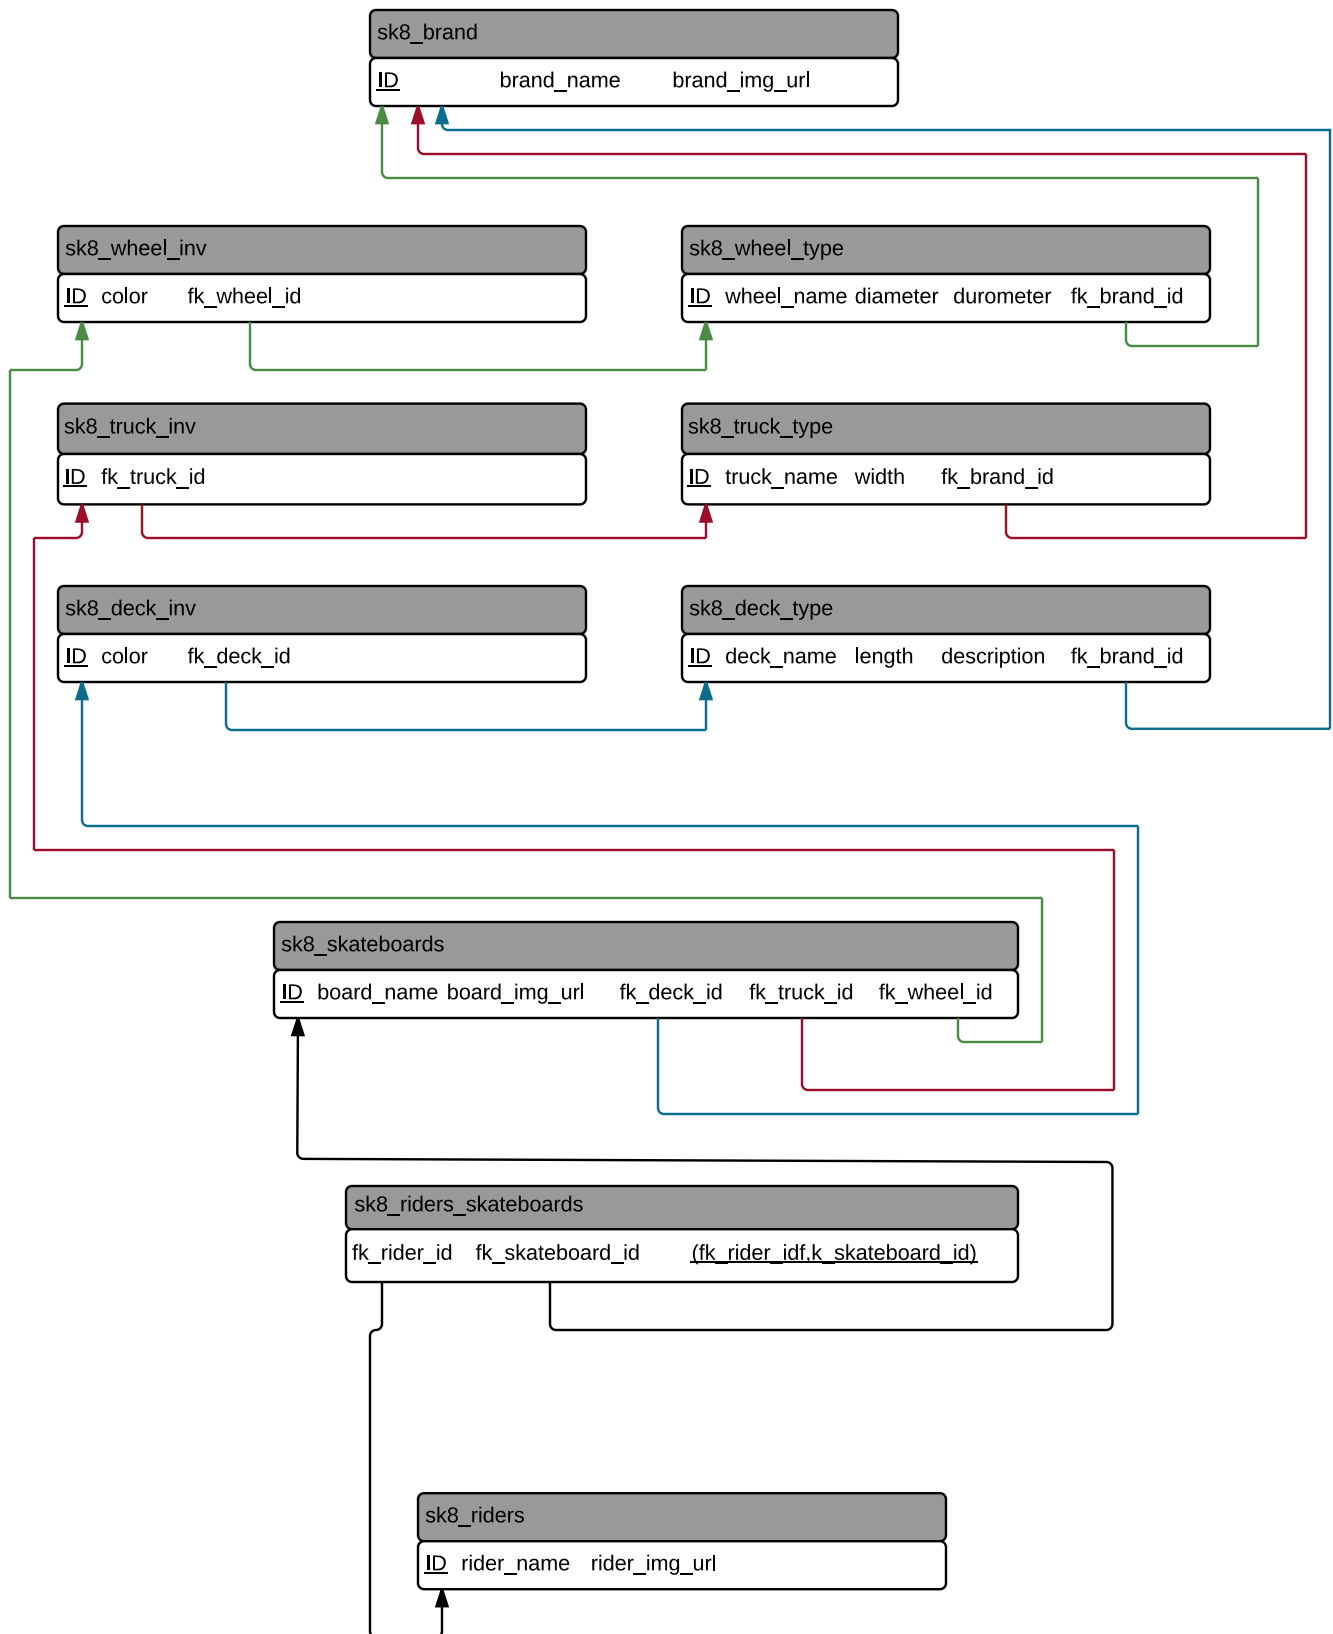 sk8_brand
ID brand_name brand_img_url
sk8_wheel_inv
ID color fk_wheel_id
sk8_wheel_type
ID wheel_name diameter durometer fk_brand_id
sk8_truck_inv
ID fk_truck_id
sk8_truck_type
ID truck_name width fk_brand_id
sk8_deck_inv
ID color fk_deck_id
sk8_deck_type
ID deck_name length description fk_brand_id
sk8_skateboards
ID board_name board_img_url fk_deck_id fk_truck_id fk_wheel_id
sk8_riders_skateboards
fk_rider_id fk_skateboard_id (fk_rider_idf,k_skateboard_id)
sk8_riders
ID rider_name rider_img_url